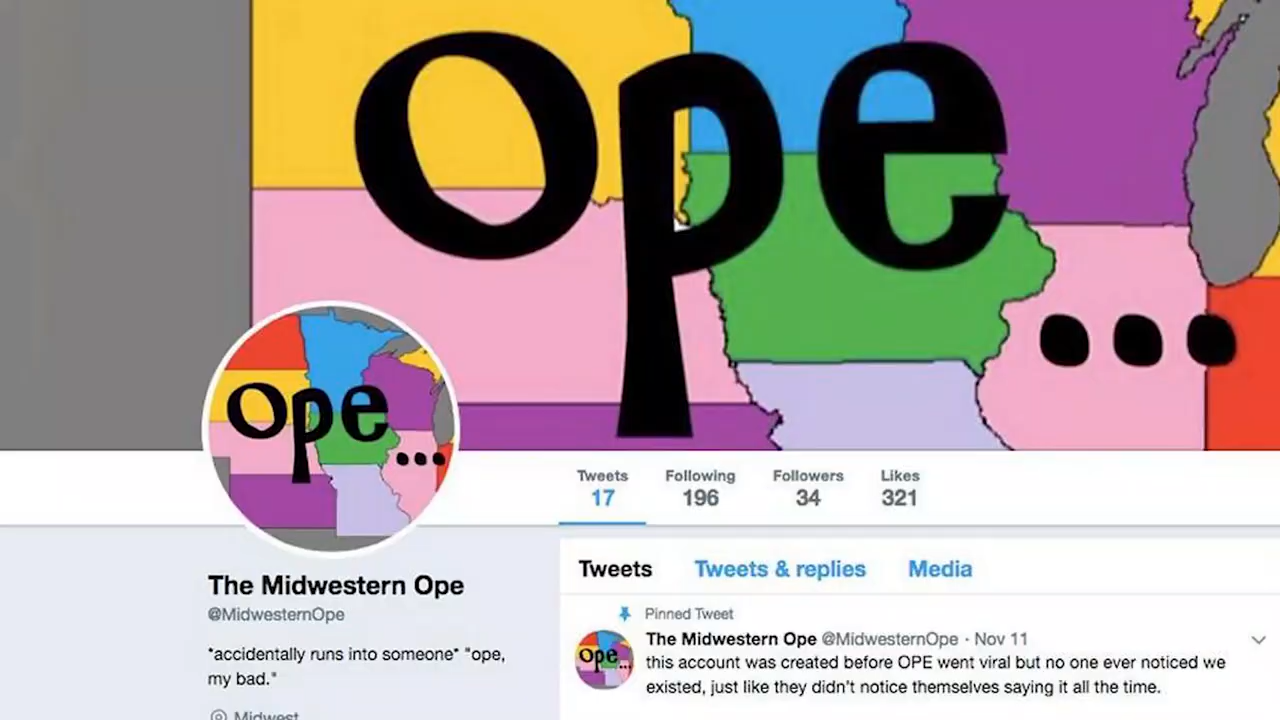 Ope
...
Ope
...
Tweets Following Followers Likes
17 196 34 321
Tweets Tweets & replies Media
The Midwestern Ope
@MidwesternOpe
*accidentally runs into someone* "ope,
my bad."
Midwest
Pinned Tweet
Ope...
The Midwestern Ope @MidwesternOpe · Nov 11
this account was created before OPE went viral but no one ever noticed we
existed, just like they didn't notice themselves saying it all the time.